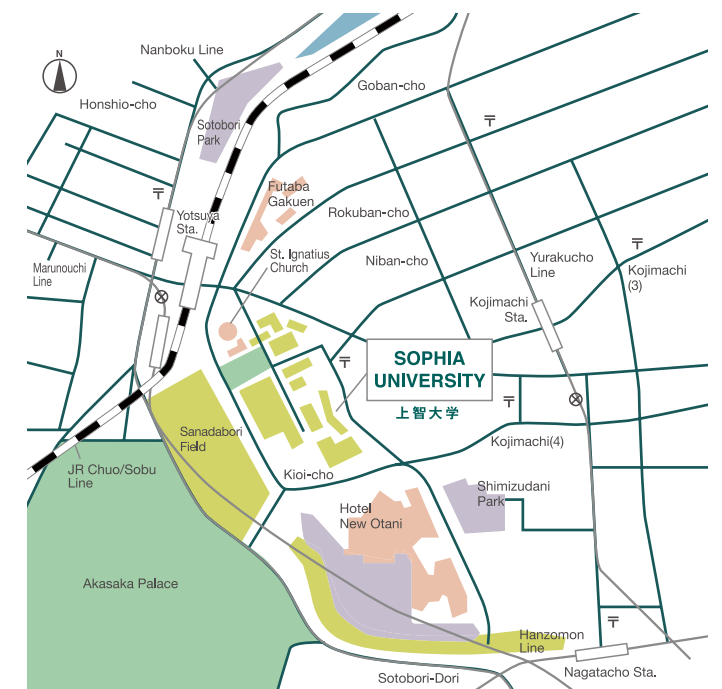 N
Nanboku Line
Goban-cho
Honshio-cho
Sotobori
Park
〒
Futaba
Gakuen
〒
Yotsuya
Sta.
Rokuban-cho
St. Ignatius
Church
Niban-cho
Yurakucho
Line
〒
Kojimachi
(3)
Marunouchi
Line
Kojimachi
Sta.
〒
SOPHIA
UNIVERSITY
上智大学
〒
Sanadabori
Field
Kojimachi(4)
JR Chuo/Sobu
Line
Kioi-cho
Shimizudani
Park
Hotel
New Otani
Akasaka Palace
〒
Hanzomon
Line
Sotobori-Dori
Nagatacho Sta.